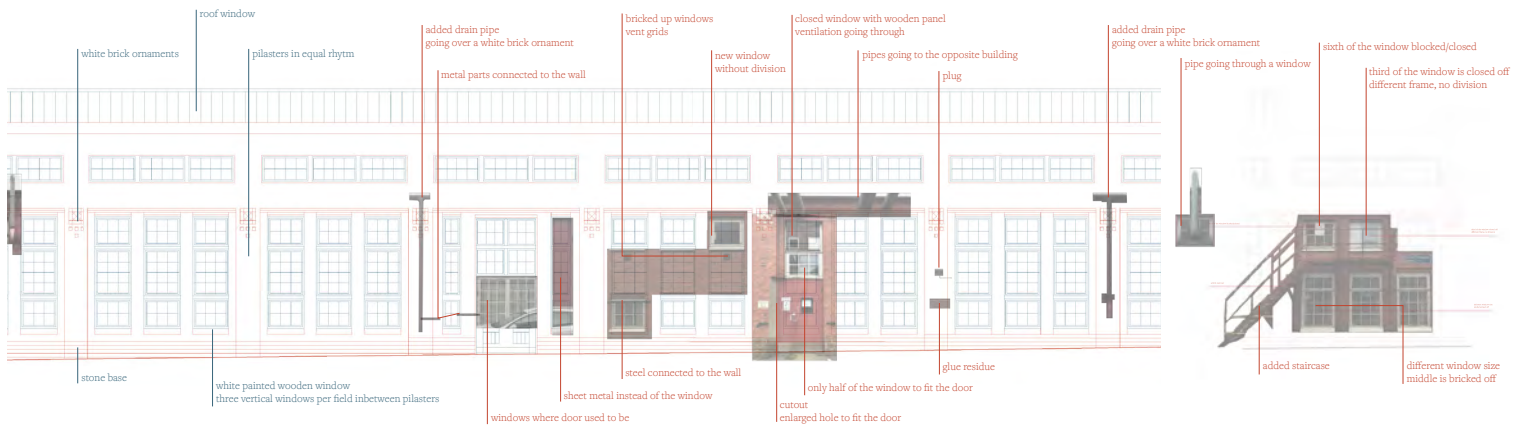 roof window
white brick ornaments
pilasters in equal rhytm
added drain pipe
going over a white brick ornament
metal parts connected to the wall
bricked up windows
vent grids
new window
without division
closed window with wooden panel
ventilation going through
pipes going to the opposite building
plug
added drain pipe
going over a white brick ornament
pipe going through a window
sixth of the window blocked/closed
third of the window is closed off
different frame, no division
stone base
white painted wooden window
three vertical windows per field inbetween pilasters
windows where door used to be
sheet metal instead of the window
steel connected to the wall
cutout
enlarged hole to fit the door
only half of the window to fit the door
glue residue
added staircase
different window size
middle is bricked off